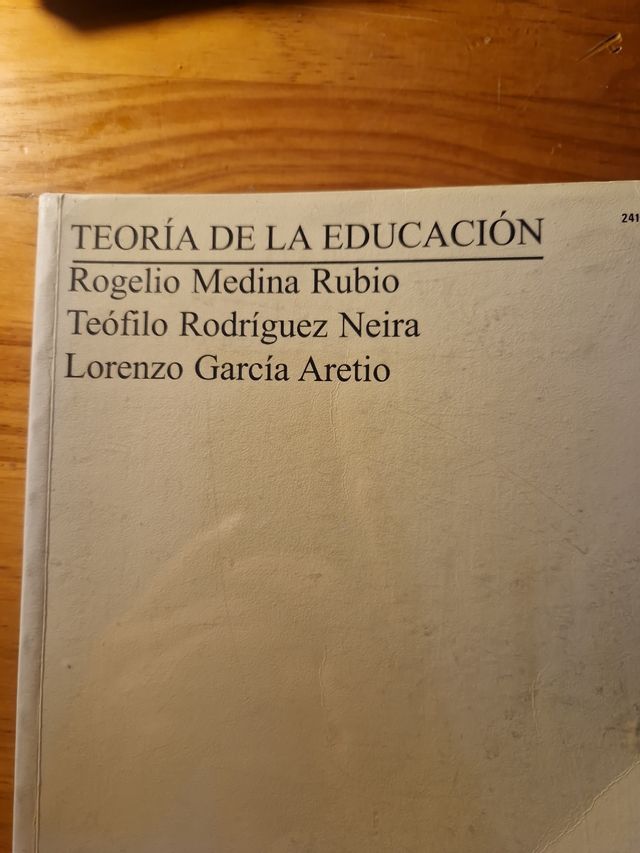 TEORÍA DE LA EDUCACIÓN
241
Rogelio Medina Rubio
Teófilo Rodríguez Neira
Lorenzo García Aretio